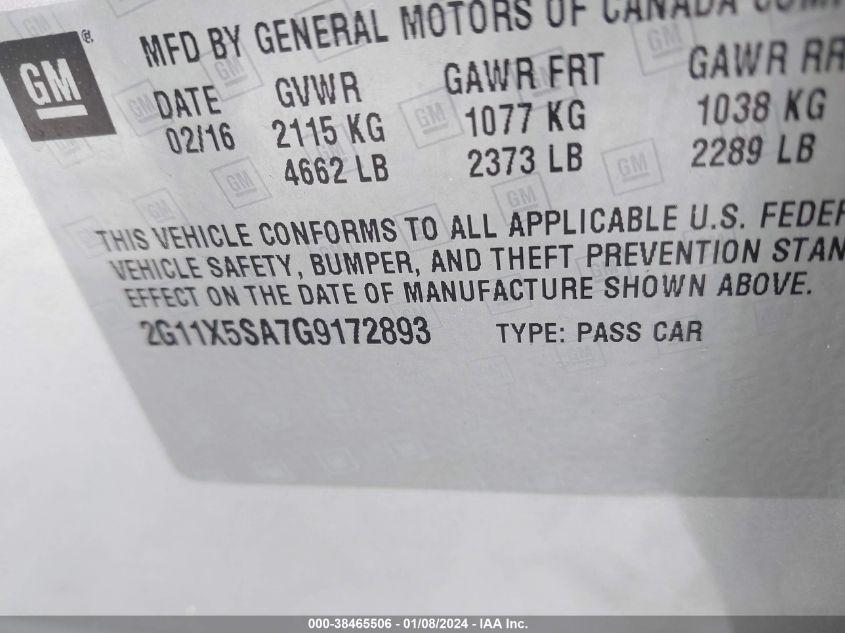 GM ®
MFD BY GENERAL MOTORS OF CANADA
DATE GVWR GAWR FRT GAWR RR
02/16 2115 KG 1077 KG 1038 KG
4662 LB 2373 LB 2289 LB
THIS VEHICLE CONFORMS TO ALL APPLICABLE U.S. FEDER
VEHICLE SAFETY, BUMPER, AND THEFT PREVENTION STAN
EFFECT ON THE DATE OF MANUFACTURE SHOWN ABOVE.
2G11X5SA7G9172893 TYPE: PASS CAR
000-38465506 - 01/08/2024 - IAA Inc.